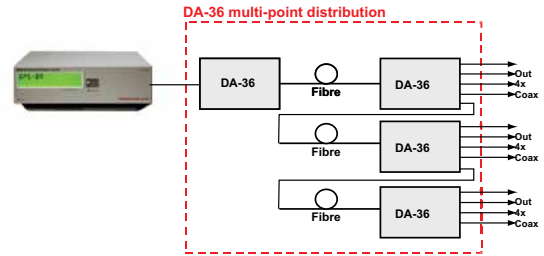 DA-36 multi-point distribution
DA-36
Fibre
DA-36
Out
4x
Coax
Fibre
DA-36
Out
4x
Coax
Fibre
DA-36
Out
4x
Coax